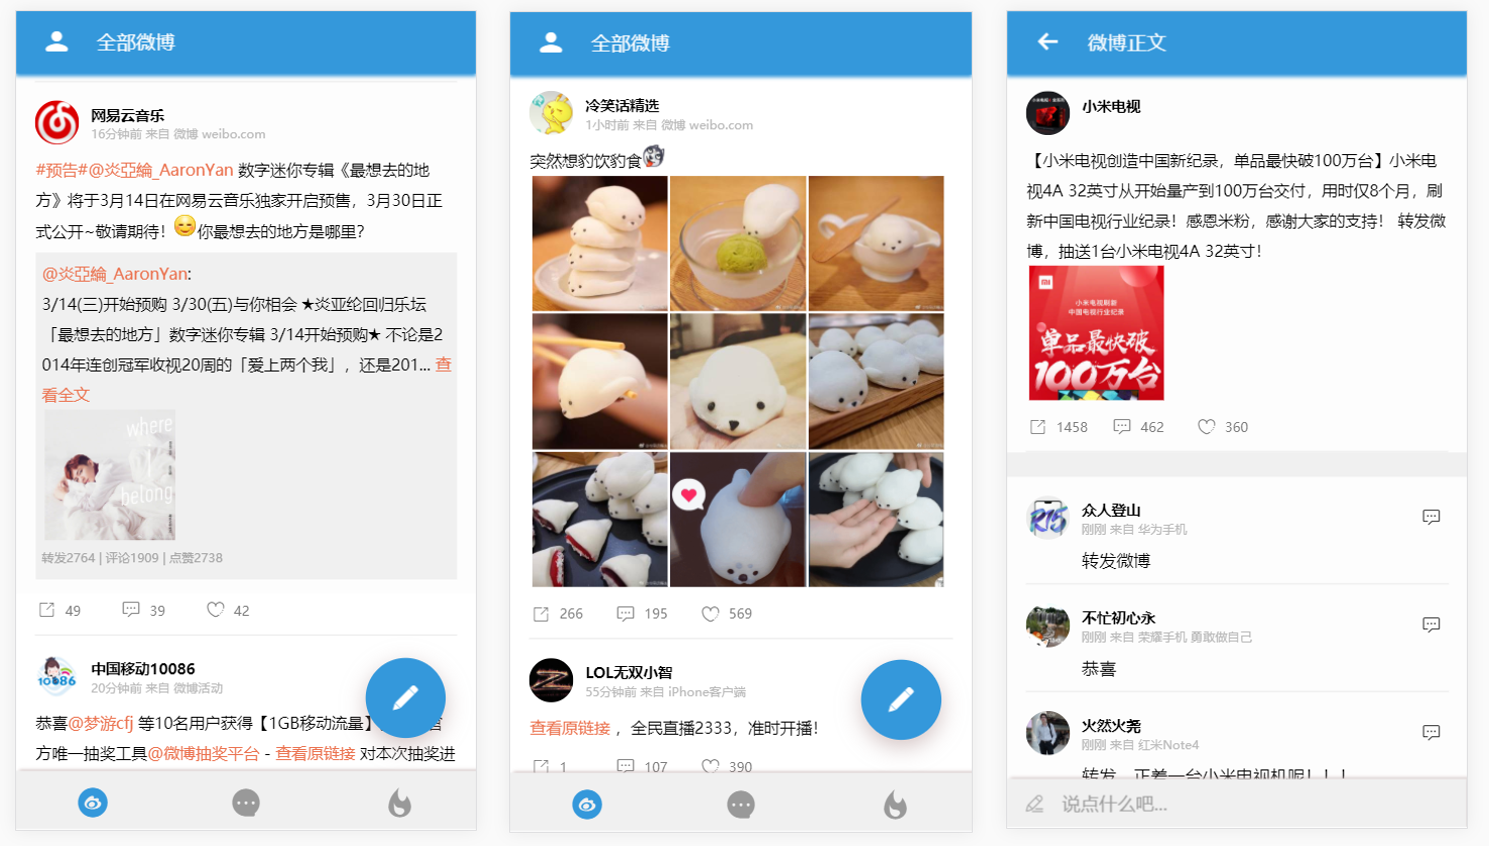 全部微博
网易云音乐
16分钟前 来自 微博 weibo.com
#预告#@炎亞綸_AaronYan 数字迷你专辑《最想去的地
方》将于3月14日在网易云音乐独家开启预售，3月30日正
式公开~敬请期待！😊你最想去的地方是哪里？
@炎亞綸_AaronYan:
3/14(三)开始预购 3/30(五)与你相会 ★炎亚纶回归乐坛
「最想去的地方」数字迷你专辑 3/14开始预购★ 不论是2
014年连创冠军收视20周的「爱上两个我」，还是201... 查
看全文
where
I
belong
转发2764 | 评论1909 | 点赞2738
49 39 42
中国移动10086
10086
20分钟前 来自 微博活动
恭喜@梦游cfj 等10名用户获得【1GB移动流量】
方唯一抽奖工具@微博抽奖平台 - 查看原链接 对本次抽奖进
全部微博
冷笑话精选
1小时前 来自 微博 weibo.com
突然想豹饮豹食
266 195 569
LOL无双小智
55分钟前 来自 iPhone客户端
查看原链接 ，全民直播2333，准时开播！
1 107 390
微博正文
小米电视
【小米电视创造中国新纪录，单品最快破100万台】小米电
视4A 32英寸从开始量产到100万台交付，用时仅8个月，刷
新中国电视行业纪录！感恩米粉，感谢大家的支持！ 转发微
博，抽送1台小米电视4A 32英寸！
小米电视刷新
中国电视行业纪录
单品最快破
100万台
1458 462 360
R15
众人登山
刚刚 来自 华为手机
转发微博
不忙初心永
刚刚 来自 荣耀手机 勇敢做自己
恭喜
火然火尧
刚刚 来自 红米Note4
转发，正差一台小米电视机呢！！！
说点什么吧...